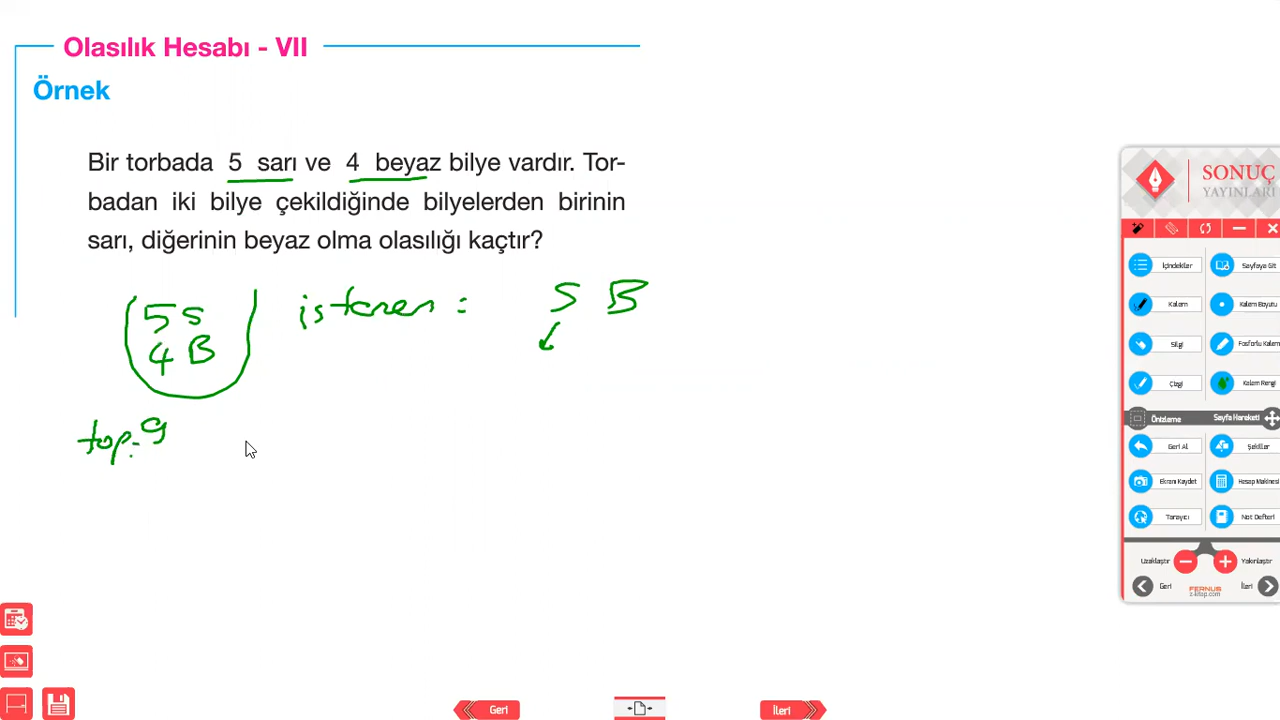 Olasılık Hesabı - VII
Örnek
Bir torbada 5 sarı ve 4 beyaz bilye vardır. Tor-
badan iki bilye çekildiğinde bilyelerden birinin
sarı, diğerinin beyaz olma olasılığı kaçtır?
5S
4B
istenen : S B
top:9
SONUÇ
YAYINLARI
İçindekiler
Sayfaya Git
Kalem
Kalem Boyutu
Silgi
Fosforlu Kalem
Çizgi
Kalem Rengi
Önizleme
Sayfa Hareketi
Geri Al
Şekiller
Ekranı Kaydet
Hesap Makinesi
Tarayıcı
Not Defteri
Uzaklaştır
Yakınlaştır
Geri
FERNUS
İleri
Geri
İleri